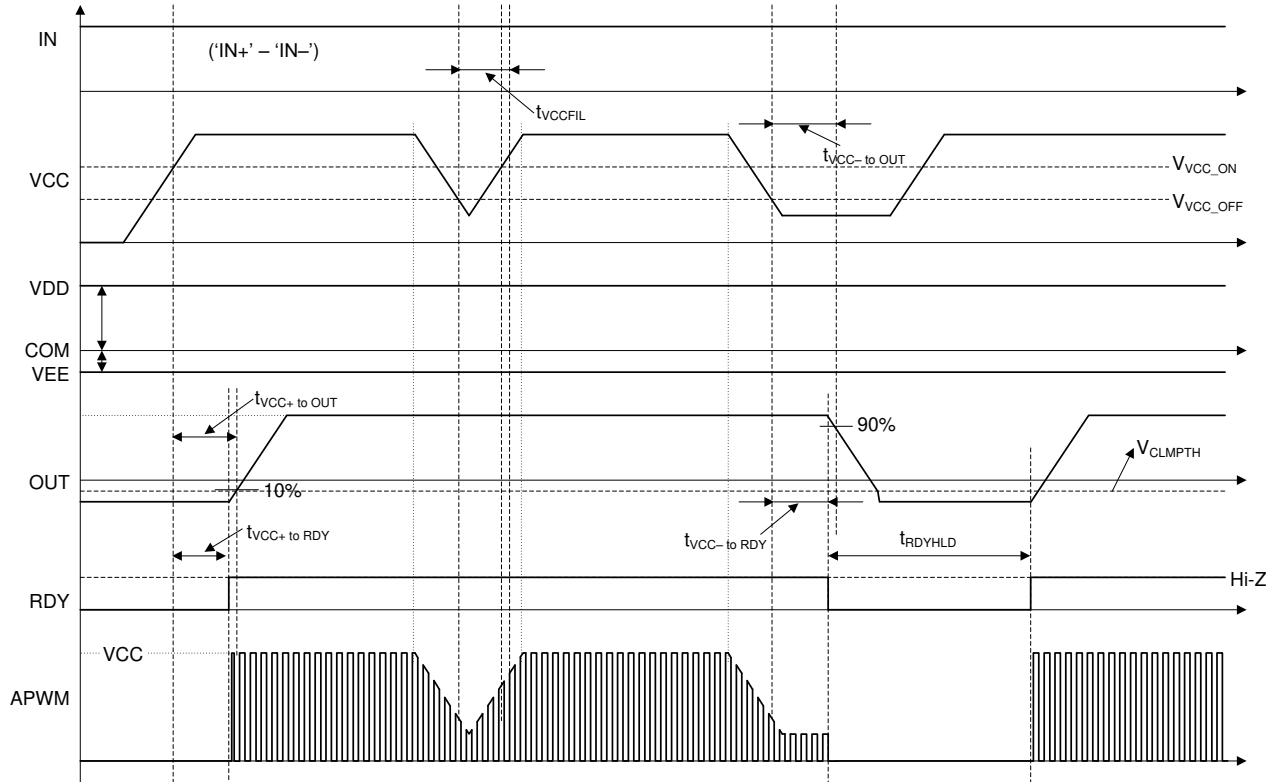 IN
('IN+' – 'IN–')
tVCCFIL
tVCC– to OUT
VCC
VVCC_ON
VVCC_OFF
VDD
COM
VEE
tVCC+ to OUT
90%
VCLMPTH
OUT
10%
tVCC+ to RDY
tVCC– to RDY
tRDYHLD
Hi-Z
RDY
VCC
APWM